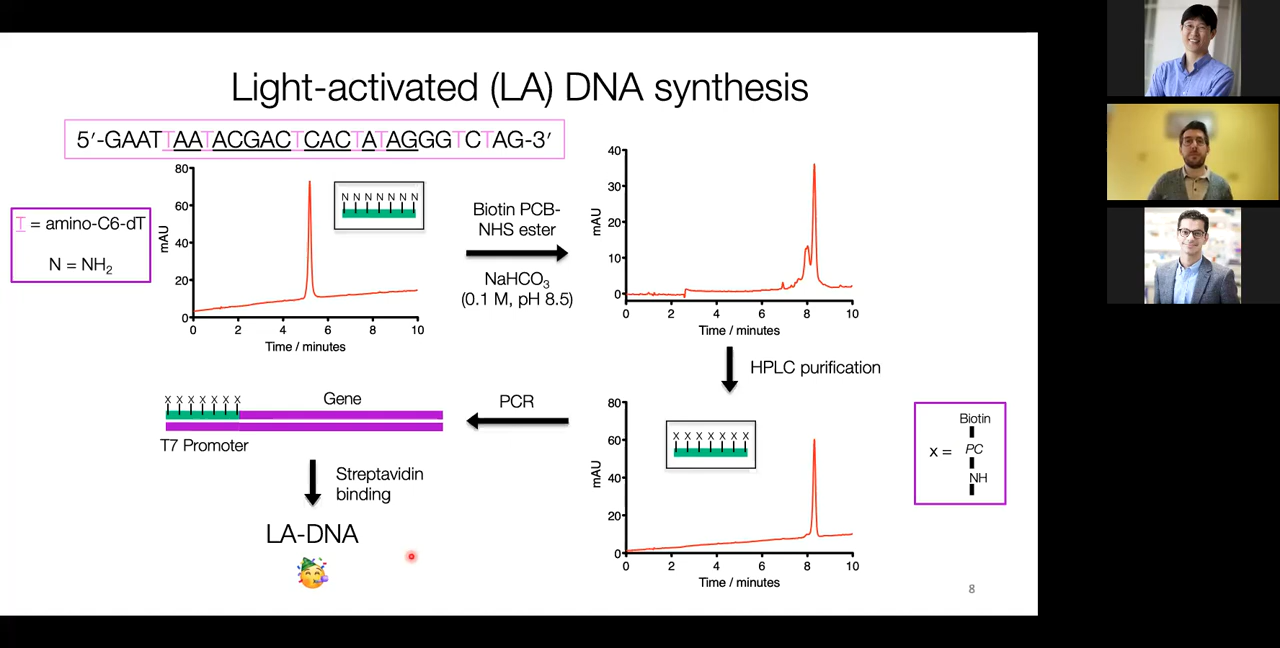 Light-activated (LA) DNA synthesis
5′-GAATTAATACGACTCACTATAGGGTCTAG-3′
T = amino-C6-dT
N = NH₂
mAU
80
60
40
20
0
0 2 4 6 8 10
Time / minutes
N N N N N N N
Biotin PCB-
NHS ester
NaHCO₃
(0.1 M, pH 8.5)
mAU
40
30
20
10
0
0 2 4 6 8 10
Time / minutes
HPLC purification
mAU
80
60
40
20
0
0 2 4 6 8 10
Time / minutes
X X X X X X X
Biotin
x = PC
NH
PCR
X X X X X X X
Gene
T7 Promoter
Streptavidin
binding
LA-DNA
8